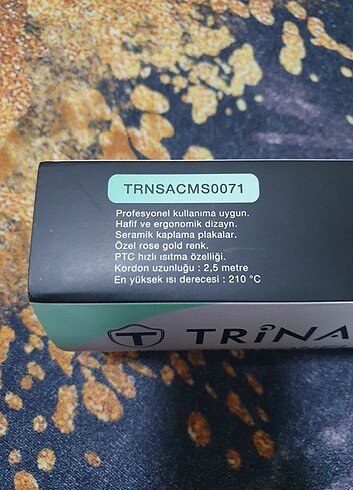 TRNSACMS0071
Profesyonel kullanıma uygun.
Hafif ve ergonomik dizayn.
Seramik kaplama plakalar.
Özel rose gold renk.
PTC hızlı ısıtma özelliği.
Kordon uzunluğu : 2,5 metre
En yüksek ısı derecesi : 210 °C
T TRiNA